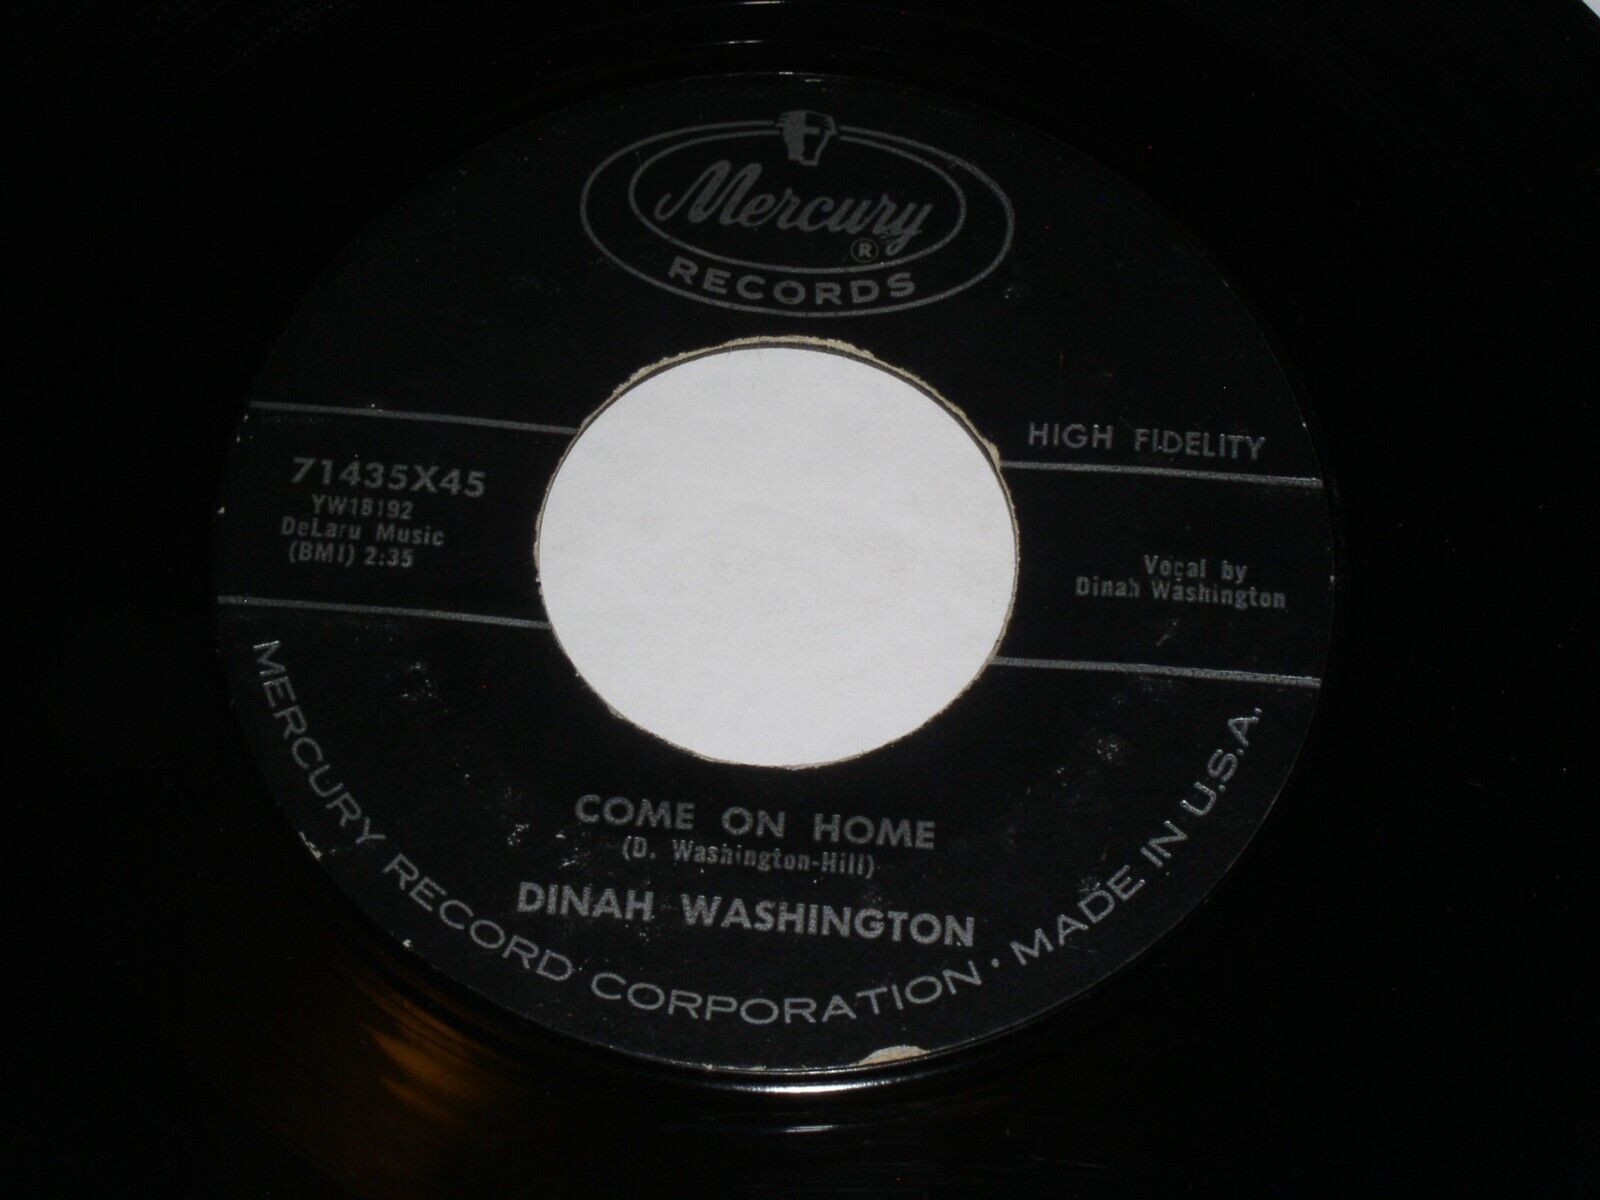 Mercury
®
RECORDS
HIGH FIDELITY
71435X45
YW18192
DeLaru Music
(BMI) 2:35
Vocal by
Dinah Washington
COME ON HOME
(D. Washington-Hill)
DINAH WASHINGTON
MERCURY RECORD CORPORATION • MADE IN U.S.A.